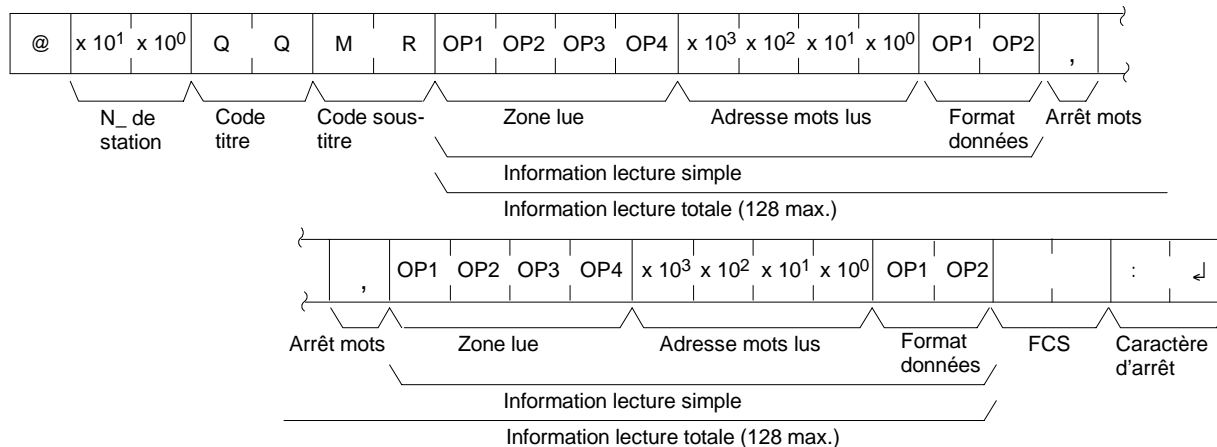 @ x 10¹ x 10⁰ Q Q M R OP1 OP2 OP3 OP4 x 10³ x 10² x 10¹ x 10⁰ OP1 OP2 ,
N_ de station Code titre Code sous-titre Zone lue Adresse mots lus Format données Arrêt mots
Information lecture simple
Information lecture totale (128 max.)
, OP1 OP2 OP3 OP4 x 10³ x 10² x 10¹ x 10⁰ OP1 OP2 : ↲
Arrêt mots Zone lue Adresse mots lus Format données FCS Caractère d'arrêt
Information lecture simple
Information lecture totale (128 max.)